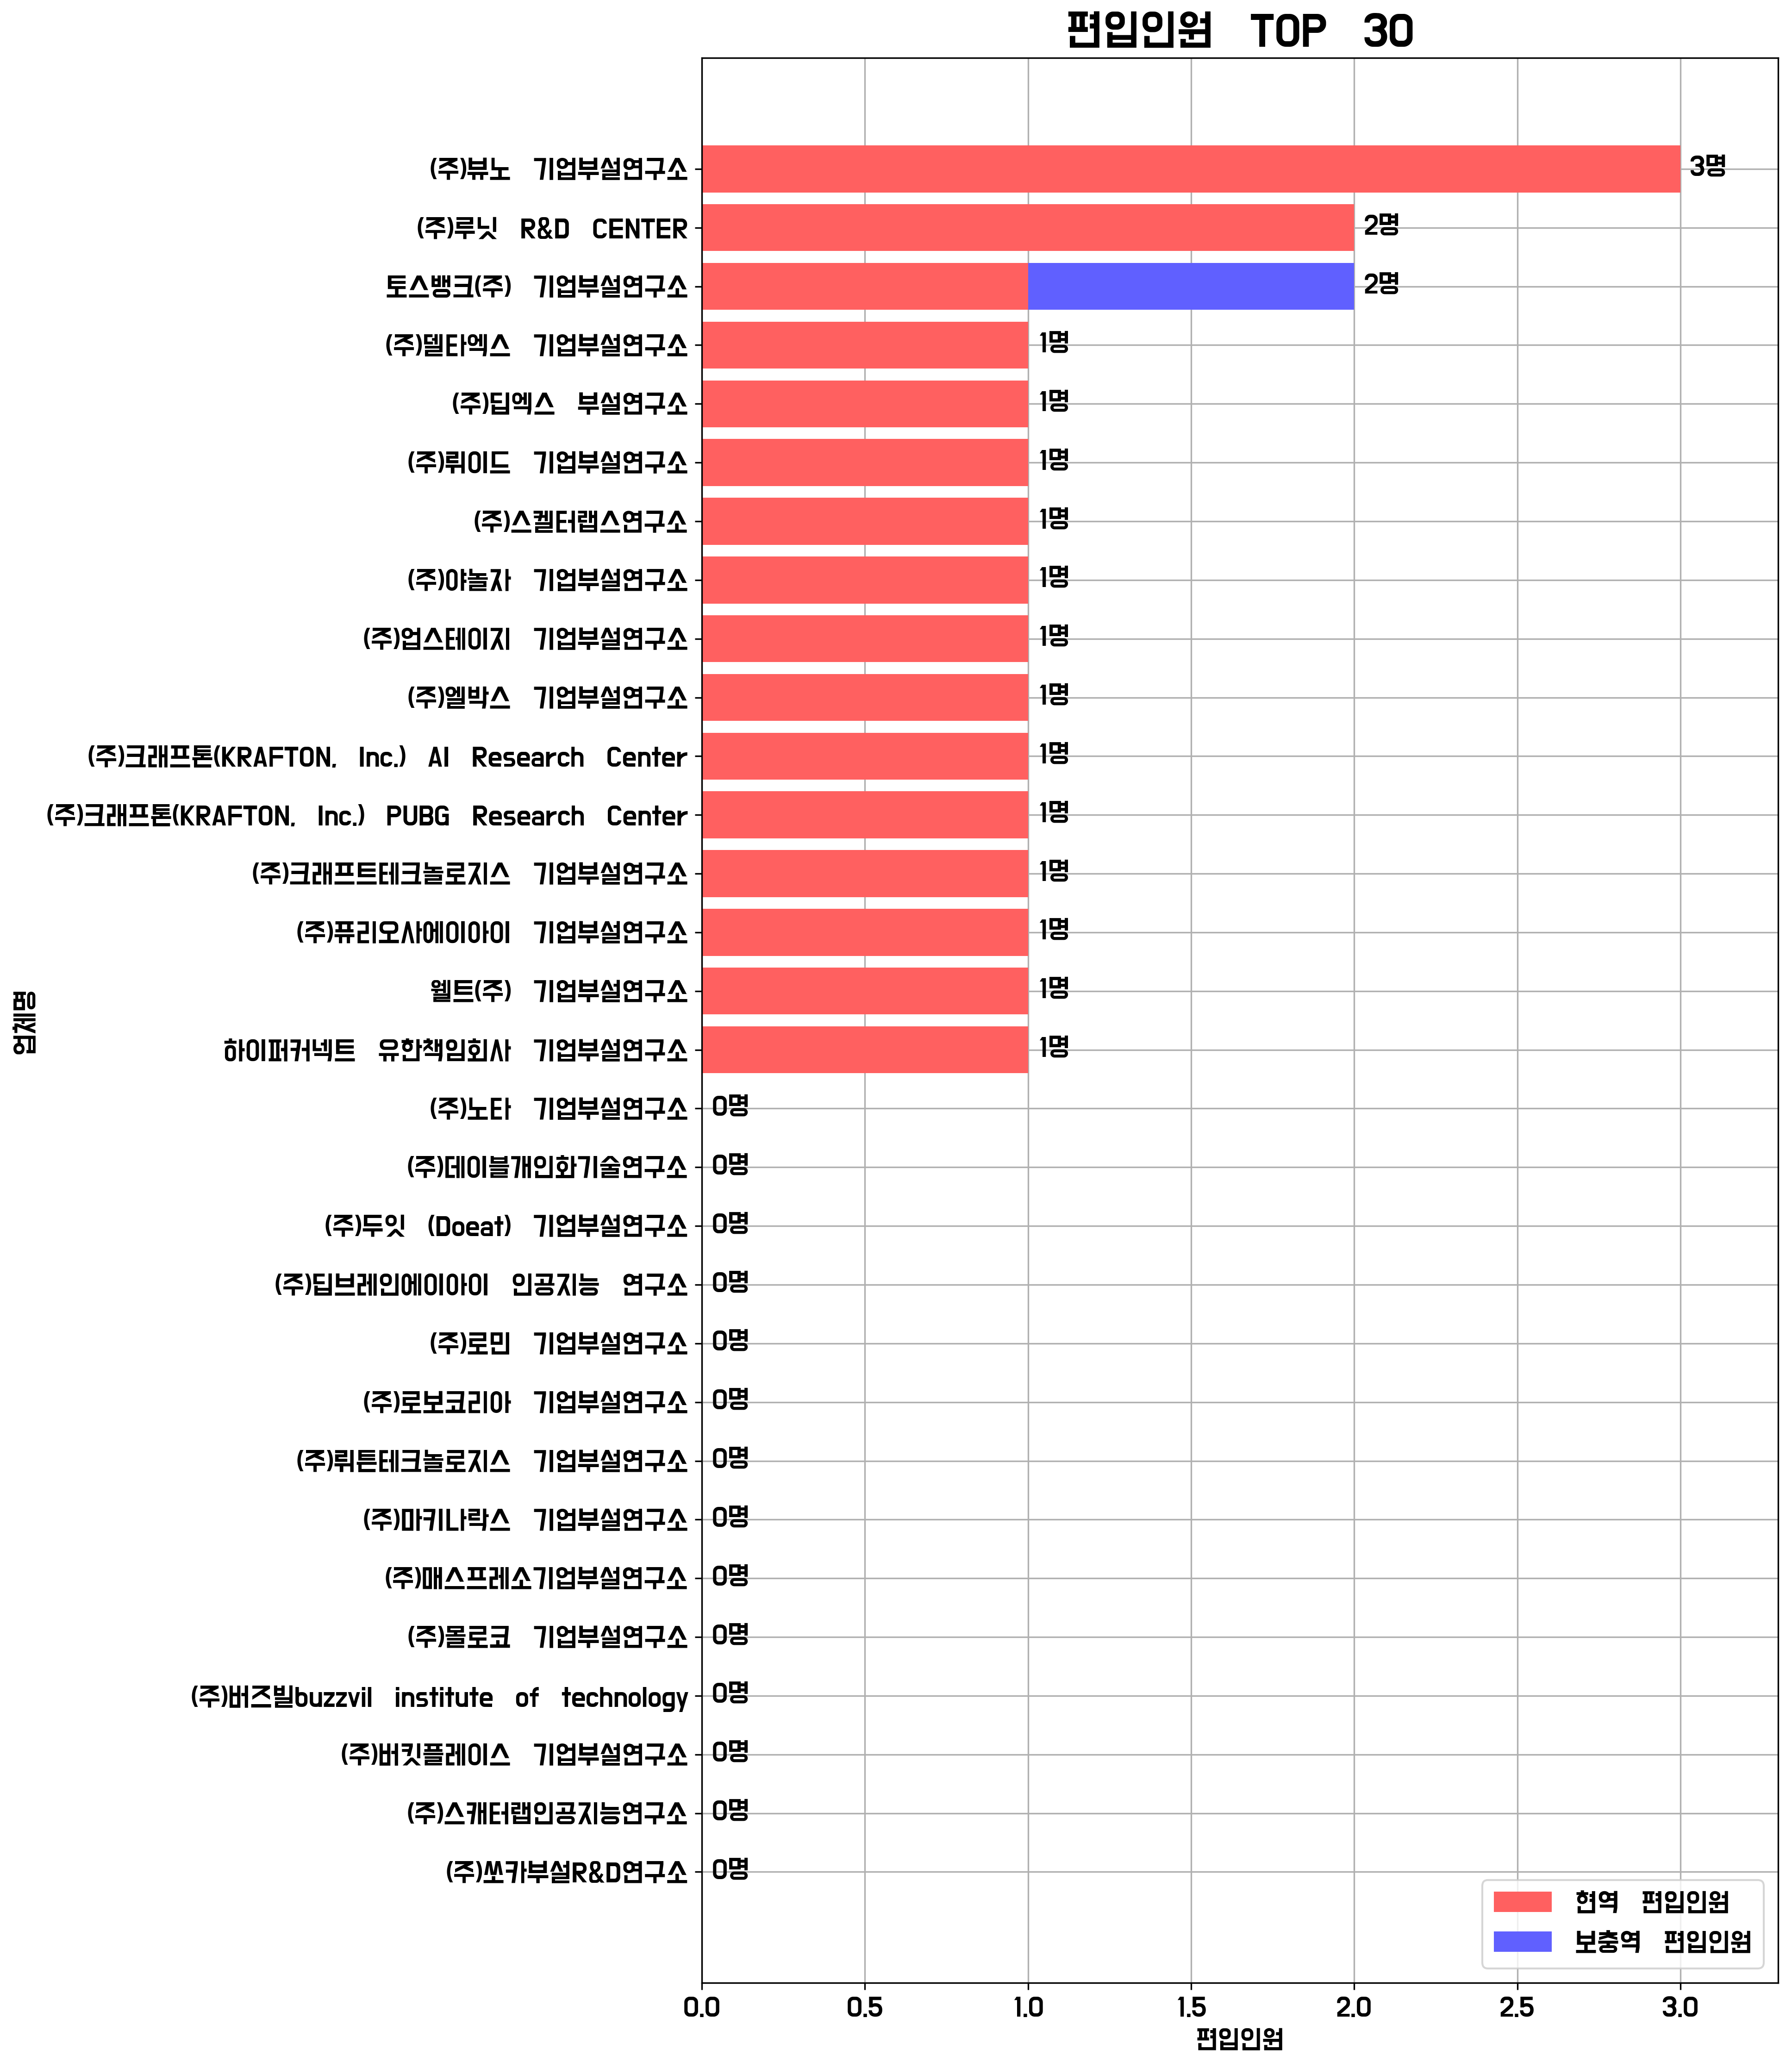 편입인원 TOP 30
(주)뷰노 기업부설연구소 3명
(주)루닛 R&D CENTER 2명
토스뱅크(주) 기업부설연구소 2명
(주)델타엑스 기업부설연구소 1명
(주)딥엑스 부설연구소 1명
(주)뤼이드 기업부설연구소 1명
(주)스켈터랩스연구소 1명
(주)야놀자 기업부설연구소 1명
(주)업스테이지 기업부설연구소 1명
(주)엘박스 기업부설연구소 1명
(주)크래프톤(KRAFTON, Inc.) AI Research Center 1명
(주)크래프톤(KRAFTON, Inc.) PUBG Research Center 1명
(주)크래프트테크놀로지스 기업부설연구소 1명
(주)퓨리오사에이아이 기업부설연구소 1명
웰트(주) 기업부설연구소 1명
하이퍼커넥트 유한책임회사 기업부설연구소 1명
(주)노타 기업부설연구소 0명
(주)데이블개인화기술연구소 0명
(주)두잇 (Doeat) 기업부설연구소 0명
(주)딥브레인에이아이 인공지능 연구소 0명
(주)로민 기업부설연구소 0명
(주)로보코리아 기업부설연구소 0명
(주)뤼튼테크놀로지스 기업부설연구소 0명
(주)마키나락스 기업부설연구소 0명
(주)매스프레소기업부설연구소 0명
(주)몰로코 기업부설연구소 0명
(주)버즈빌buzzvil institute of technology 0명
(주)버킷플레이스 기업부설연구소 0명
(주)스캐터랩인공지능연구소 0명
(주)쏘카부설R&D연구소 0명
업체명
현역 편입인원
보충역 편입인원
0.0 0.5 1.0 1.5 2.0 2.5 3.0
편입인원